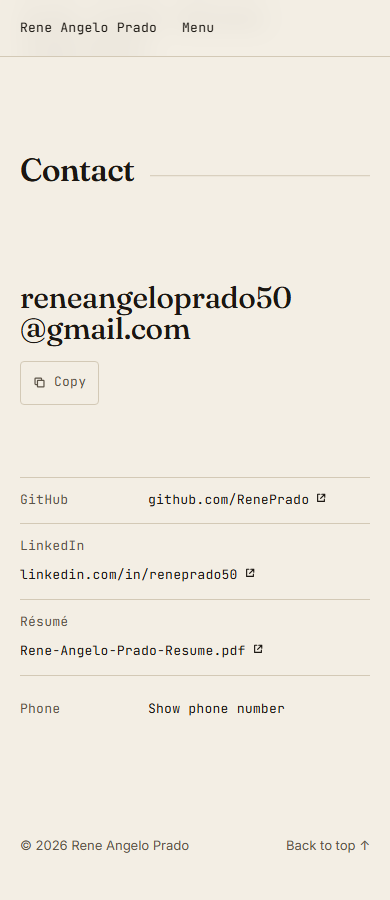 Rene Angelo Prado Menu
Contact
reneangeloprado50
@gmail.com
Copy
GitHub github.com/RenePrado
LinkedIn
linkedin.com/in/reneprado50
Résumé
Rene-Angelo-Prado-Resume.pdf
Phone Show phone number
© 2026 Rene Angelo Prado Back to top ↑